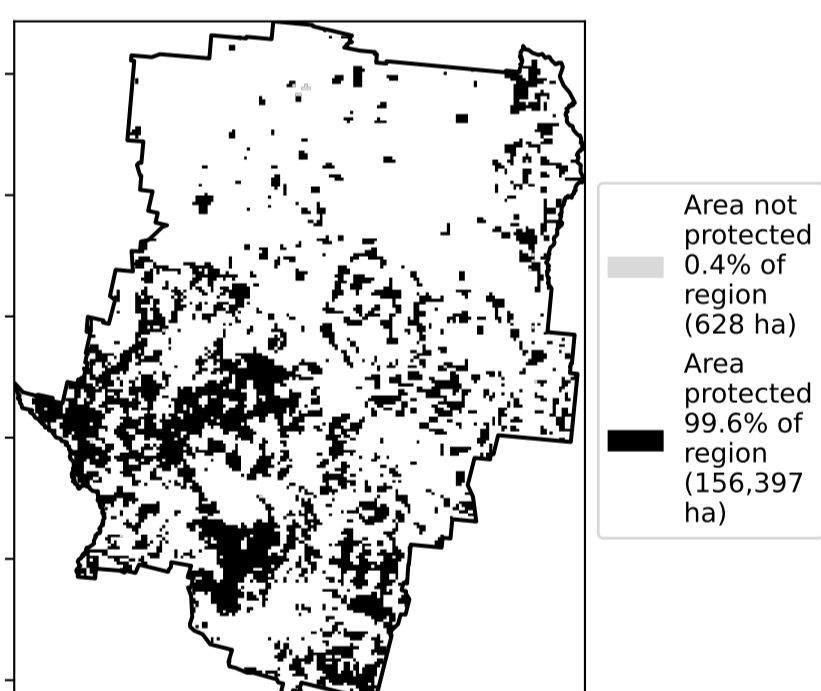 Area not
protected
0.4% of
region
(628 ha)
Area
protected
99.6% of
region
(156,397
ha)